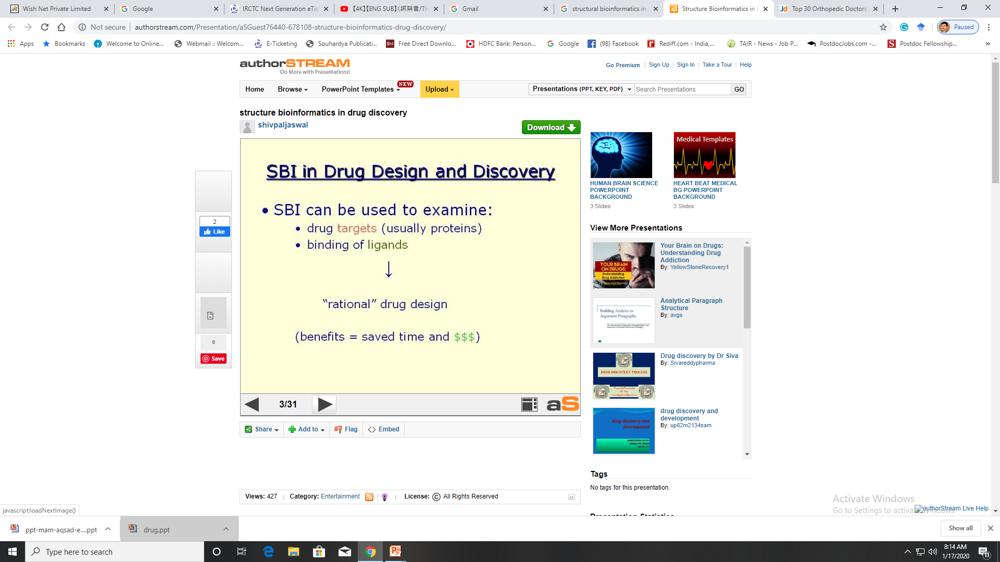 Wish Net Private Limited
Google
IRCTC Next Generation eTic
【4K】【ENG SUB】《绑架者/Th
Gmail
structural bioinformatics in
Structure Bioinformatics in
Top 30 Orthopedic Doctors
Not secure
authorstream.com/Presentation/aSGuest76440-678108-structure-bioinformatics-drug-discovery/
Paused
Apps
Bookmarks
Welcome to Online...
Webmail :: Welcom...
E-Ticketing
Souhardya Publicati...
Free Direct Downlo...
HDFC Bank: Person...
Google
(98) Facebook
Rediff.com - India,...
TAIR - News - Job P...
PostdocJobs.com -...
Postdoc Fellowship...
»
authorSTREAM
Do More with Presentations!
Go Premium | Sign Up | Sign In | Take a Tour | Help
Home
Browse
PowerPoint Templates
NEW
Upload
Presentations (PPT, KEY, PDF)
Search Presentations
GO
structure bioinformatics in drug discovery
shivpaljaswal
Download
SBI in Drug Design and Discovery
• SBI can be used to examine:
• drug targets (usually proteins)
• binding of ligands
↓
“rational” drug design
(benefits = saved time and $$$)
2
Like
0
Save
3/31
aS
Share
Add to
Flag
Embed
Views: 427
Category: Entertainment
License: © All Rights Reserved
Medical Templates
HUMAN BRAIN SCIENCE
POWERPOINT
BACKGROUND
3 Slides
HEART BEAT MEDICAL
BG POWERPOINT
BACKGROUND
3 Slides
View More Presentations
YOUR BRAIN
ON DRUGS:
Understanding
Drug Addiction
Your Brain on Drugs:
Understanding Drug
Addiction
By: YellowStoneRecovery1
Building Analysis or
Argument Paragraphs
Analytical Paragraph
Structure
By: avgs
DRUG DISCOVERY PROCESS
Drug discovery by Dr Siva
By: Sivareddypharma
drug discovery and
development
drug discovery and
development
By: up62m2134sam
Tags
No tags for this presentation.
Presentation Statistics
Activate Windows
Go to Settings to activate Windows.
authorStream Live Help
javascript:loadNextImage()
ppt-mam-aqsad-e....ppt
drug.ppt
Show all
Type here to search
8:14 AM
1/17/2020
11